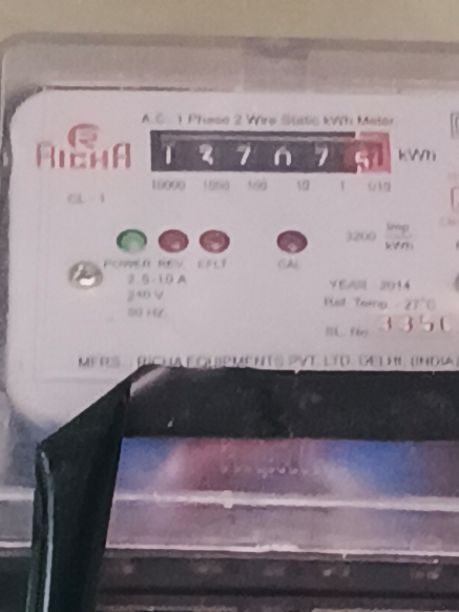 A.C. 1 Phase 2 Wire Static kWh Meter
RICHA
kWh
10000 1000 100 10 1 1/10
CL - 1
3200 Imp/kWh
POWER REV. E/FLT CAL
2.5-10 A
240 V
50 HZ
YEAR 2014
Ref. Temp. - 27°C
SL. No. 335
MFRS. : RICHA EQUIPMENTS PVT. LTD. DELHI. (INDIA)